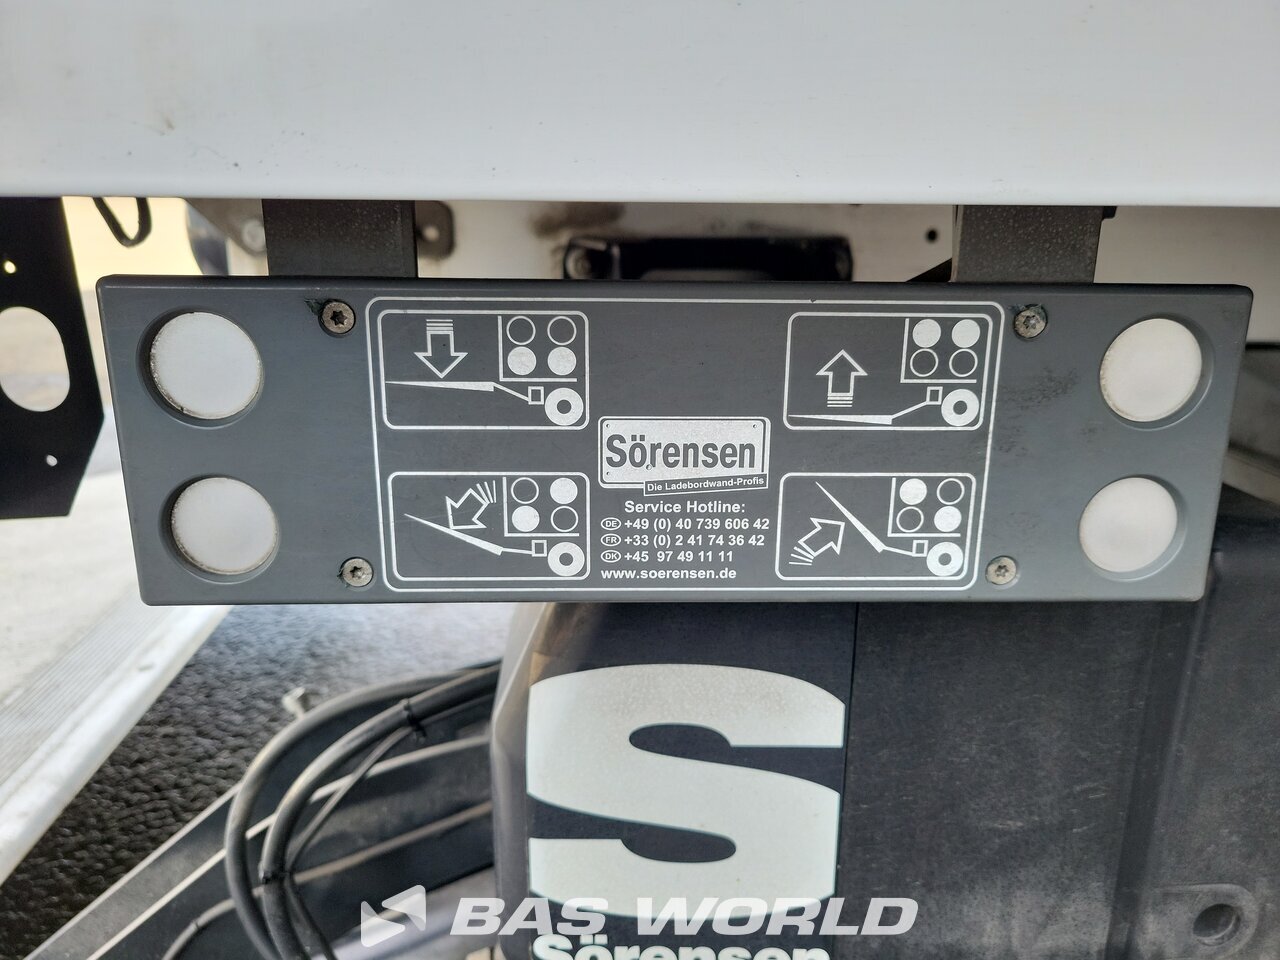 Sörensen
Die Ladebordwand-Profis
Service Hotline:
DE +49 (0) 40 739 606 42
FR +33 (0) 2 41 74 36 42
DK +45 97 49 11 11
www.soerensen.de
S
BAS WORLD
Sörensen